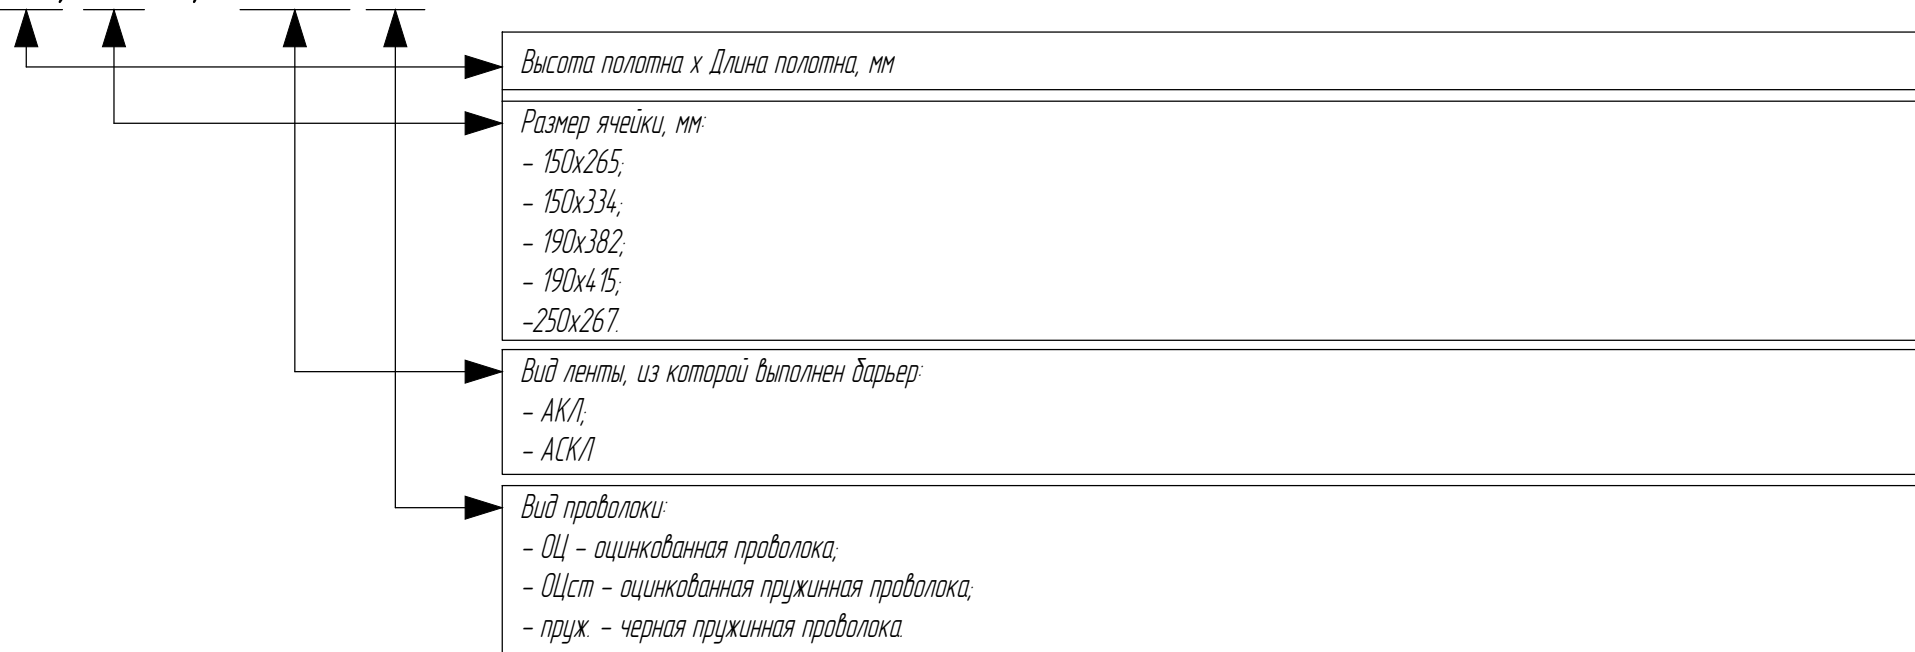 Высота полотна х Длина полотна, мм
Размер ячейки, мм:
- 150х265;
- 150х334;
- 190х382;
- 190х415;
-250х267.
Вид ленты, из которой выполнен барьер:
- АКЛ;
- АСКЛ
Вид проволоки:
- ОЦ - оцинкованная проволока;
- ОЦст - оцинкованная пружинная проволока;
- пруж. - черная пружинная проволока.